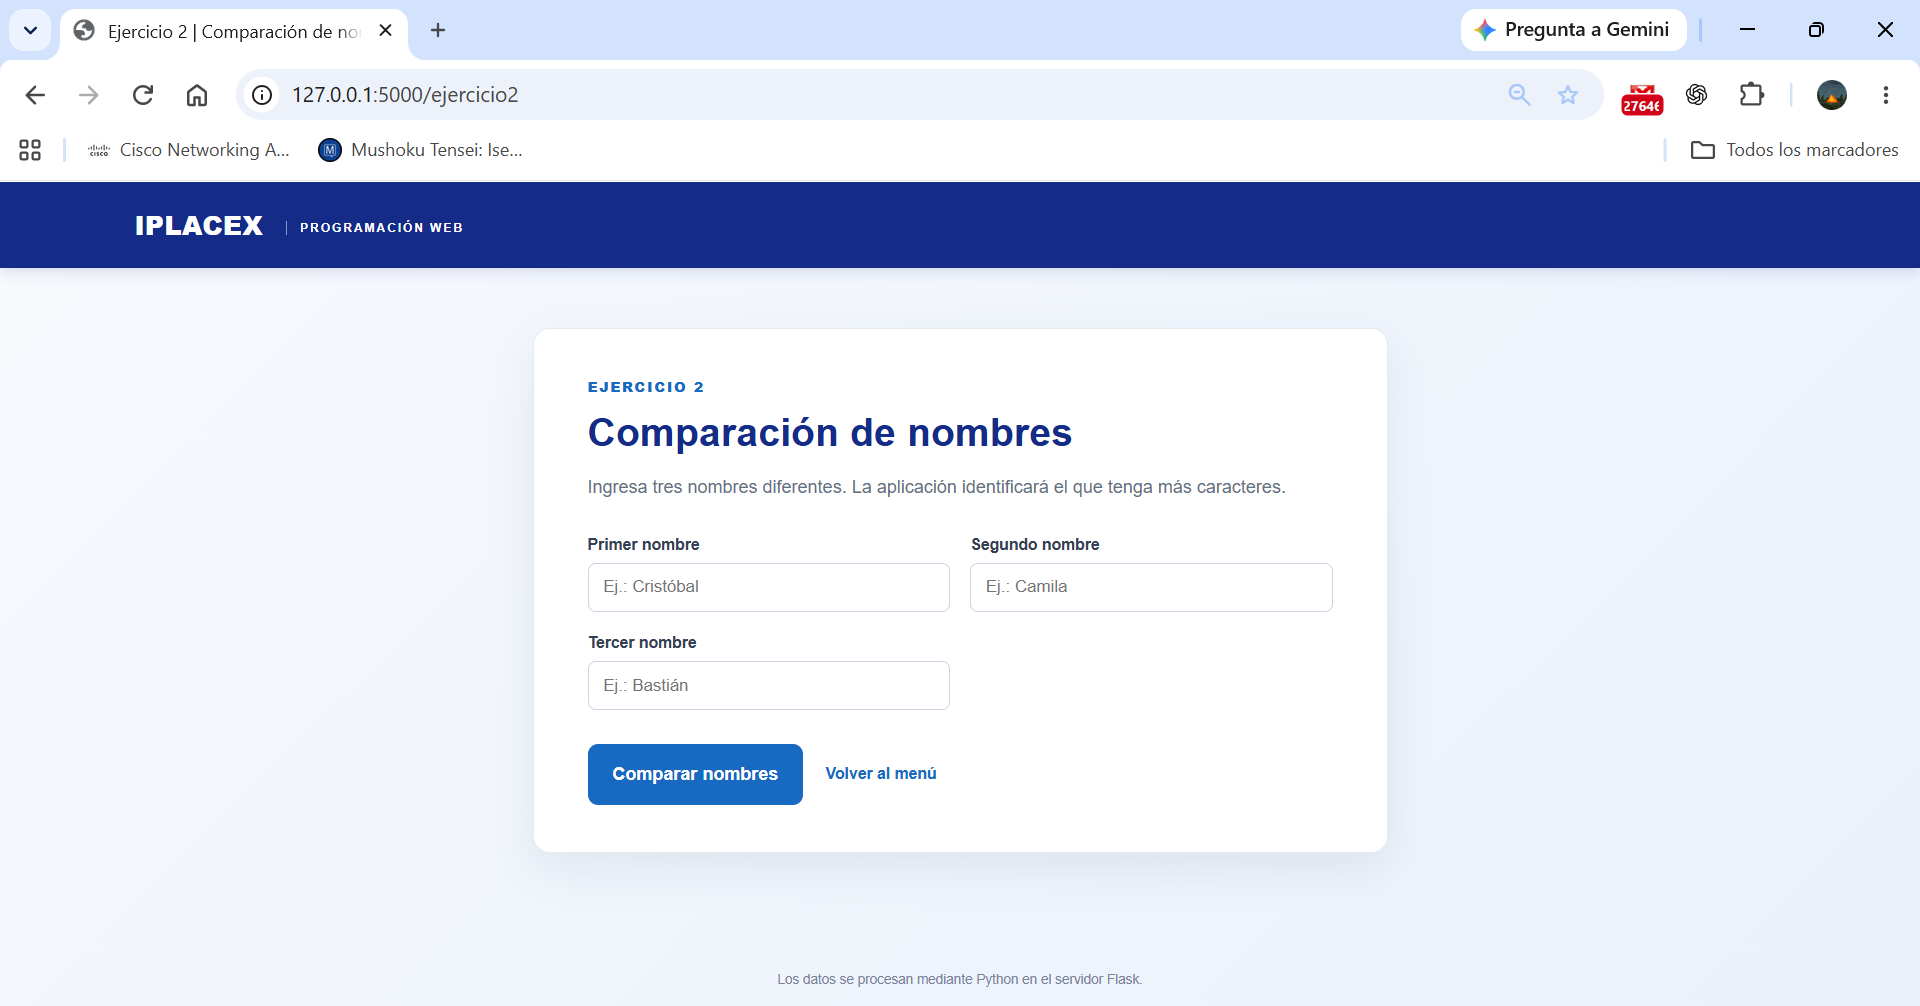 Ejercicio 2 | Comparación de no
Pregunta a Gemini
127.0.0.1:5000/ejercicio2
27646
Cisco Networking A...
Mushoku Tensei: Ise...
Todos los marcadores
IPLACEX | PROGRAMACIÓN WEB
EJERCICIO 2
Comparación de nombres
Ingresa tres nombres diferentes. La aplicación identificará el que tenga más caracteres.
Primer nombre
Segundo nombre
Ej.: Cristóbal
Ej.: Camila
Tercer nombre
Ej.: Bastián
Comparar nombres
Volver al menú
Los datos se procesan mediante Python en el servidor Flask.